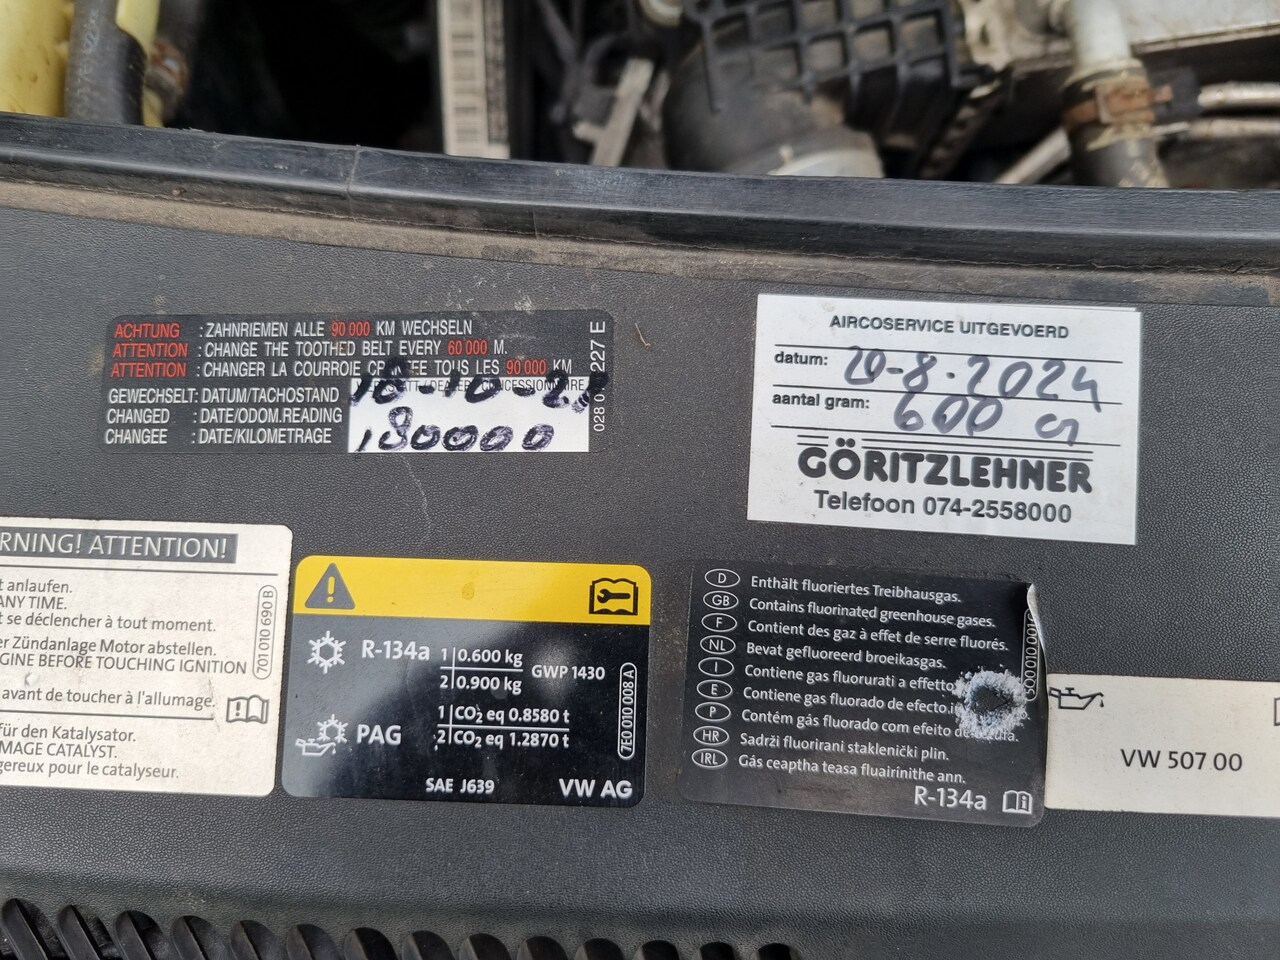 ACHTUNG : ZAHNRIEMEN ALLE 90 000 KM WECHSELN
ATTENTION : CHANGE THE TOOTHED BELT EVERY 60 000 M.
ATTENTION : CHANGER LA COURROIE TOUS LES 90 000 KM
GEWECHSELT: DATUM/TACHOSTAND
CHANGED : DATE/ODOM.READING
CHANGEE : DATE/KILOMETRAGE
180000
227 E
AIRCOSERVICE UITGEVOERD
datum: 20-8-2024
aantal gram: 600 g
GÖRITZLEHNER
Telefoon 074-2558000
RNING! ATTENTION!
t anlaufen.
ANY TIME.
t se déclencher à tout moment.
er Zündanlage Motor abstellen.
GINE BEFORE TOUCHING IGNITION
avant de toucher à l'allumage.
für den Katalysator.
MAGE CATALYST.
gereux pour le catalyseur.
701 010 690 B
R-134a 1 0.600 kg
2 0.900 kg
GWP 1430
PAG 1 CO2 eq 0.8580 t
2 CO2 eq 1.2870 t
SAE J639 VW AG
7E0 010 008 A
D Enthält fluoriertes Treibhausgas.
GB Contains fluorinated greenhouse gases.
F Contient des gaz à effet de serre fluorés.
NL Bevat gefluoreerd broeikasgas.
I Contiene gas fluorurati a effetto
E Contiene gas fluorado de efecto
P Contém gás fluorado com efeito de
HR Sadrži fluorirani staklenički plin.
IRL Gás ceaptha teasa fluairinithe ann.
R-134a
VW 507 00